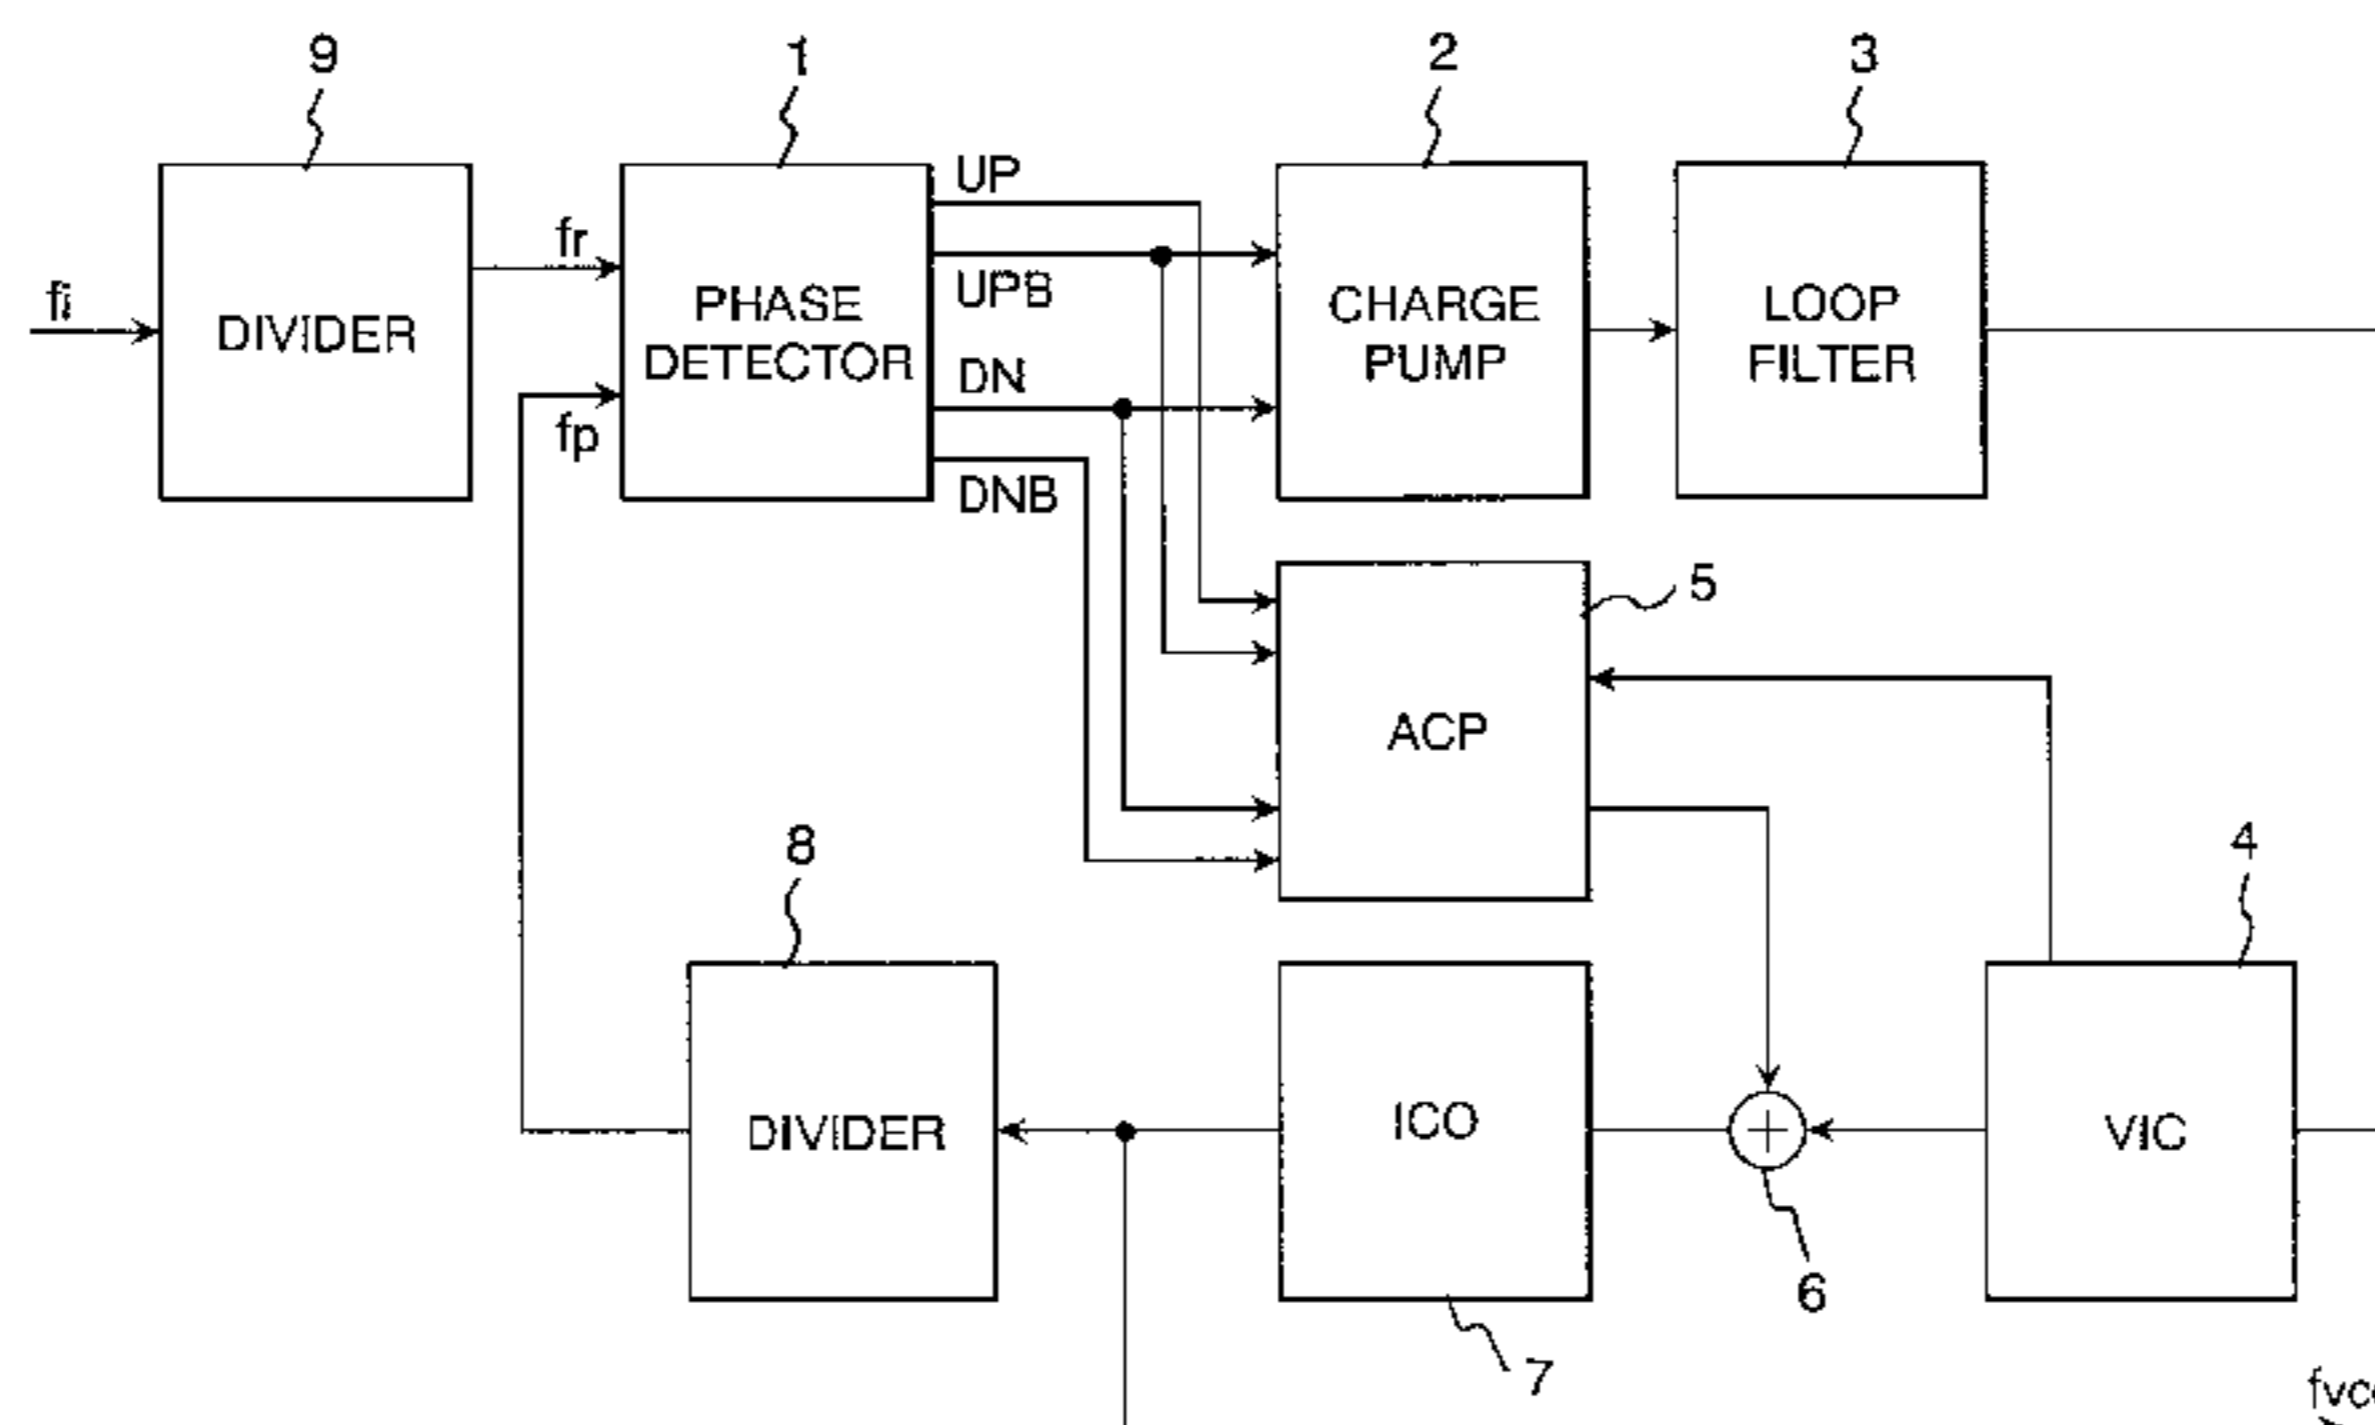 9
1
2
3
UP
fr
fi
UPB
DIVIDER
PHASE
DETECTOR
CHARGE
PUMP
LOOP
FILTER
DN
fp
DNB
5
ACP
8
4
DIVIDER
ICO
VIC
6
7